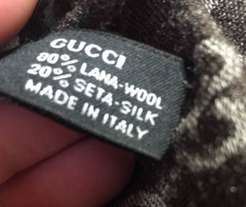 GUCCI
80% LANA-WOOL
20% SETA-SILK
MADE IN ITALY